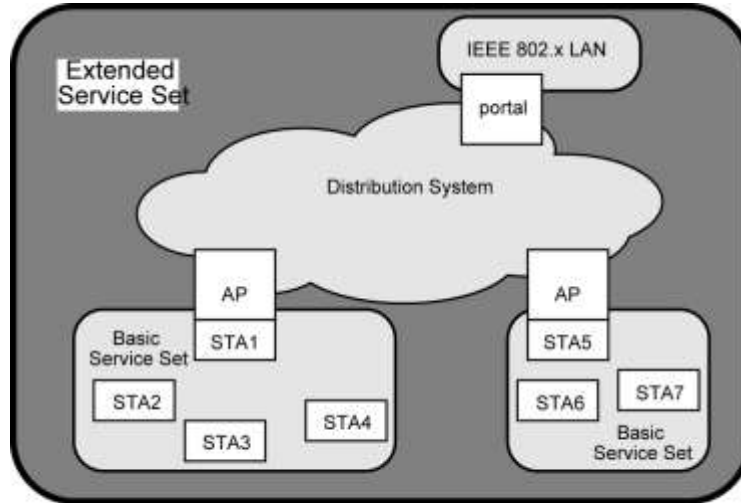 IEEE 802.x LAN
Extended
Service Set
portal
Distribution System
AP
AP
STA1
STA5
Basic
Service Set
STA2
STA3
STA4
STA6
STA7
Basic
Service Set